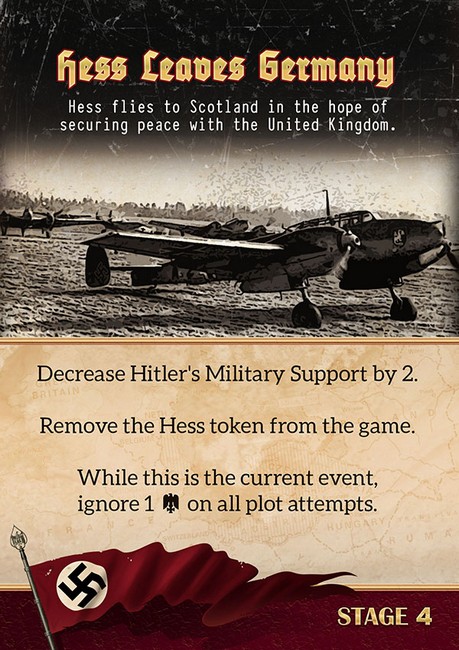 Hess Leaves Germany
Hess flies to Scotland in the hope of
securing peace with the United Kingdom.
Decrease Hitler's Military Support by 2.
Remove the Hess token from the game.
While this is the current event,
ignore 1 on all plot attempts.
STAGE 4